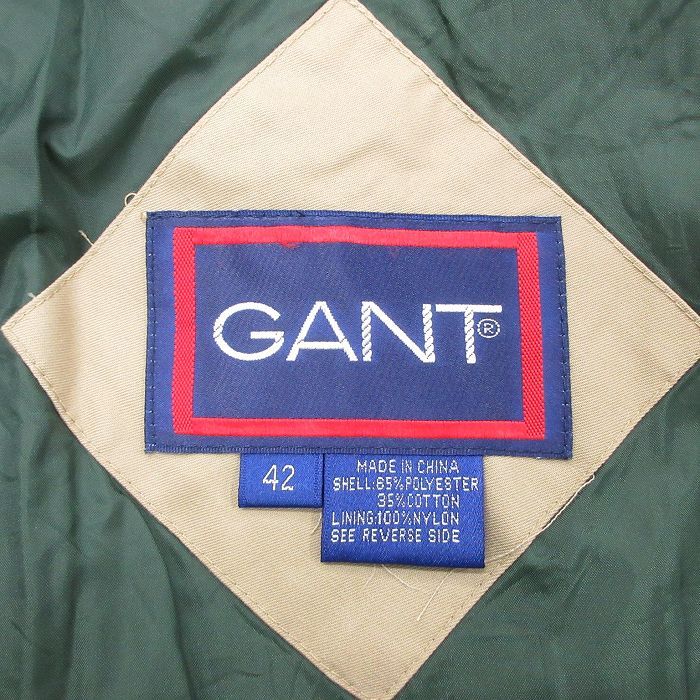 GANT®
42
MADE IN CHINA
SHELL:65%POLYESTER
35%COTTON
LINING:100%NYLON
SEE REVERSE SIDE